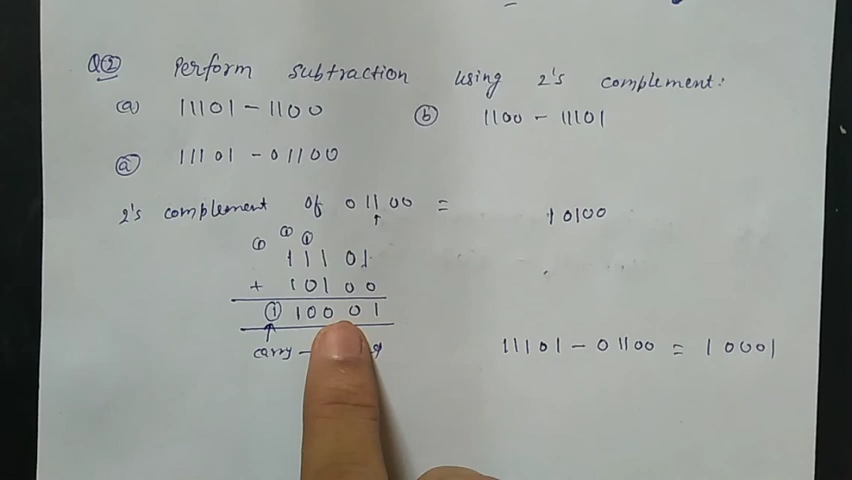 Q② Perform subtraction using 2's complement:
ⓐ 11101 - 1100 ⓑ 1100 - 11101
ⓐ 11101 - 01100
2's complement of 01100 = 10100
① ① ①
11101
+ 10100
① 10001
carry -
11101 - 01100 = 10001